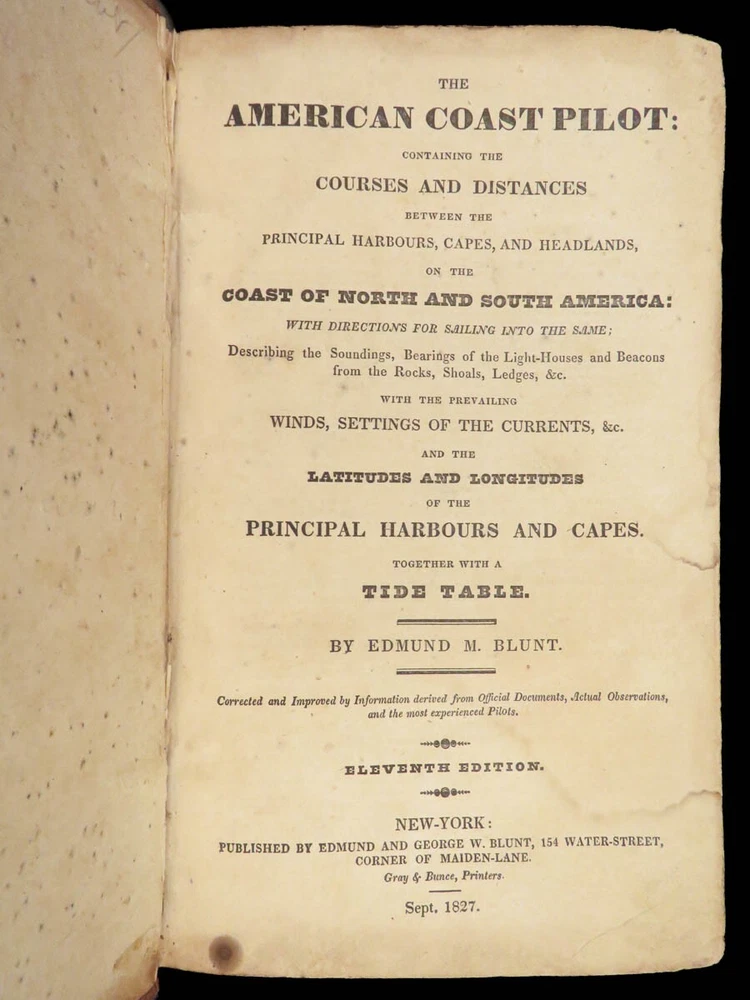 THE
AMERICAN COAST PILOT:
CONTAINING THE
COURSES AND DISTANCES
BETWEEN THE
PRINCIPAL HARBOURS, CAPES, AND HEADLANDS,
ON THE
COAST OF NORTH AND SOUTH AMERICA:
WITH DIRECTIONS FOR SAILING INTO THE SAME;
Describing the Soundings, Bearings of the Light-Houses and Beacons
from the Rocks, Shoals, Ledges, &c.
WITH THE PREVAILING
WINDS, SETTINGS OF THE CURRENTS, &c.
AND THE
LATITUDES AND LONGITUDES
OF THE
PRINCIPAL HARBOURS AND CAPES.
TOGETHER WITH A
TIDE TABLE.
BY EDMUND M. BLUNT.
Corrected and Improved by Information derived from Official Documents, Actual Observations,
and the most experienced Pilots.
ELEVENTH EDITION.
NEW-YORK:
PUBLISHED BY EDMUND AND GEORGE W. BLUNT, 154 WATER-STREET,
CORNER OF MAIDEN-LANE.
Gray & Bunce, Printers.
Sept. 1827.